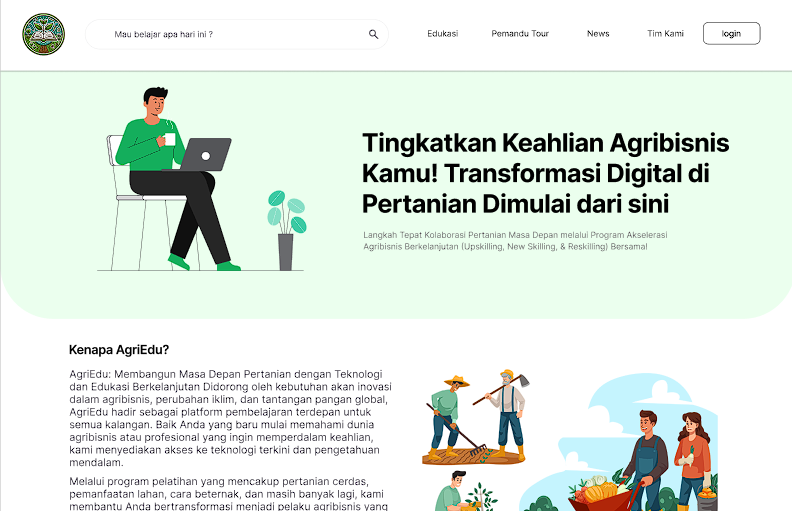 Mau belajar apa hari ini ?
Edukasi
Pemandu Tour
News
Tim Kami
login
Tingkatkan Keahlian Agribisnis
Kamu! Transformasi Digital di
Pertanian Dimulai dari sini
Langkah Tepat Kolaborasi Pertanian Masa Depan melalui Program Akselerasi
Agribisnis Berkelanjutan (Upskilling, New Skilling, & Reskilling) Bersama!
Kenapa AgriEdu?
AgriEdu: Membangun Masa Depan Pertanian dengan Teknologi
dan Edukasi Berkelanjutan Didorong oleh kebutuhan akan inovasi
dalam agribisnis, perubahan iklim, dan tantangan pangan global,
AgriEdu hadir sebagai platform pembelajaran terdepan untuk
semua kalangan. Baik Anda yang baru mulai memahami dunia
agribisnis atau profesional yang ingin memperdalam keahlian,
kami menyediakan akses ke teknologi terkini dan pengetahuan
mendalam.
Melalui program pelatihan yang mencakup pertanian cerdas,
pemanfaatan lahan, cara beternak, dan masih banyak lagi, kami
membantu Anda bertransformasi menjadi pelaku agribisnis yang